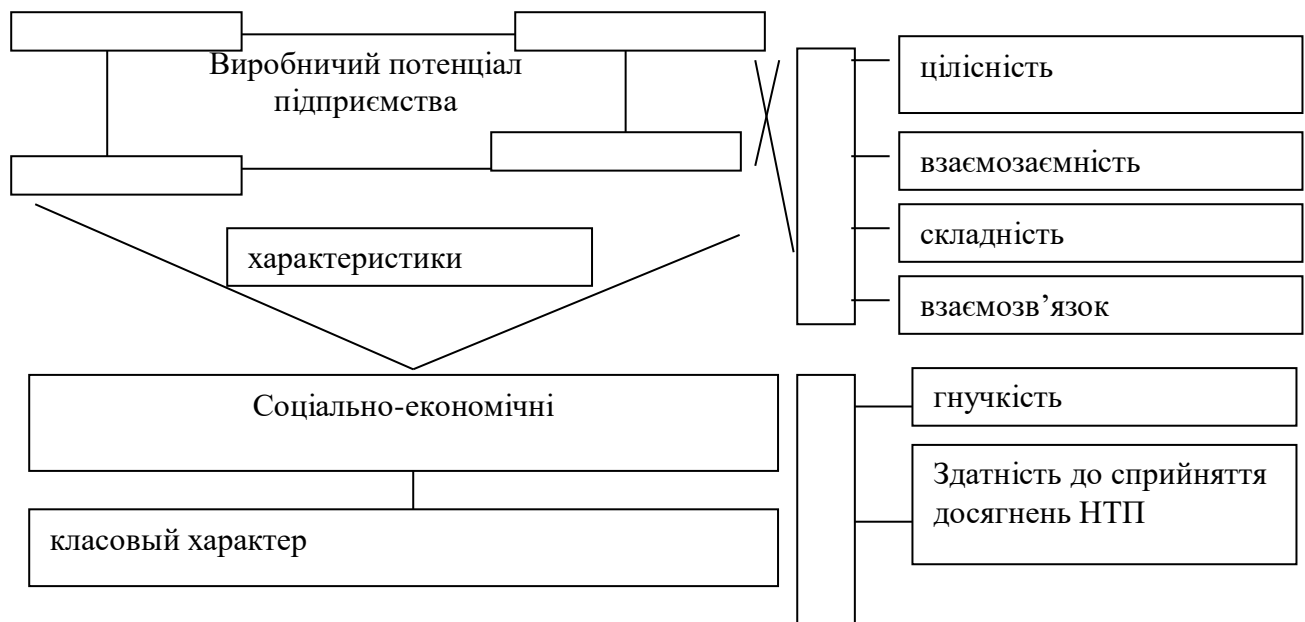 Виробничий потенціал
підприємства
характеристики
Соціально-економічні
класовый характер
цілісність
взаємозаємність
складність
взаємозв’язок
гнучкість
Здатність до сприйняття
досягнень НТП